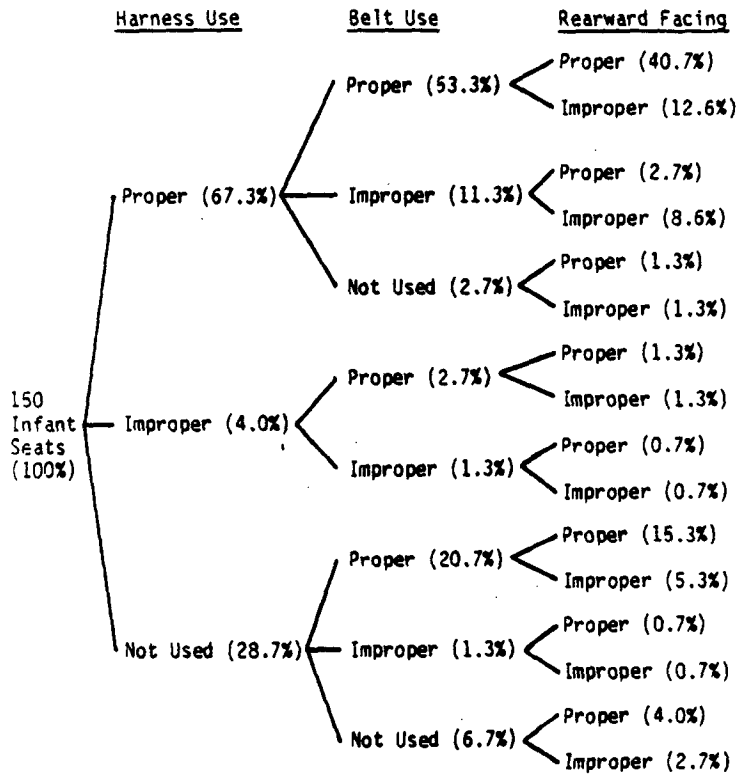 Harness Use Belt Use Rearward Facing
Proper (40.7%)
Proper (53.3%)
Improper (12.6%)
Proper (2.7%)
Proper (67.3%) Improper (11.3%)
Improper (8.6%)
Proper (1.3%)
Not Used (2.7%)
Improper (1.3%)
Proper (1.3%)
Proper (2.7%)
Improper (1.3%)
150
Infant
Seats
(100%)
Improper (4.0%)
Proper (0.7%)
Improper (1.3%)
Improper (0.7%)
Proper (15.3%)
Proper (20.7%)
Improper (5.3%)
Proper (0.7%)
Not Used (28.7%) Improper (1.3%)
Improper (0.7%)
Proper (4.0%)
Not Used (6.7%)
Improper (2.7%)